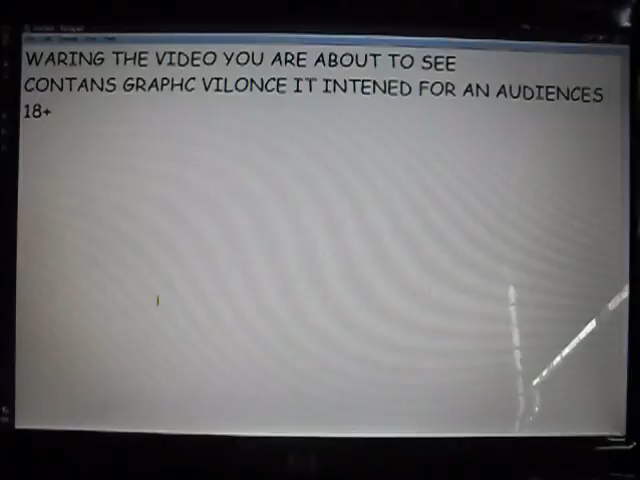 WARING THE VIDEO YOU ARE ABOUT TO SEE
CONTANS GRAPHC VILONCE IT INTENED FOR AN AUDIENCES
18+